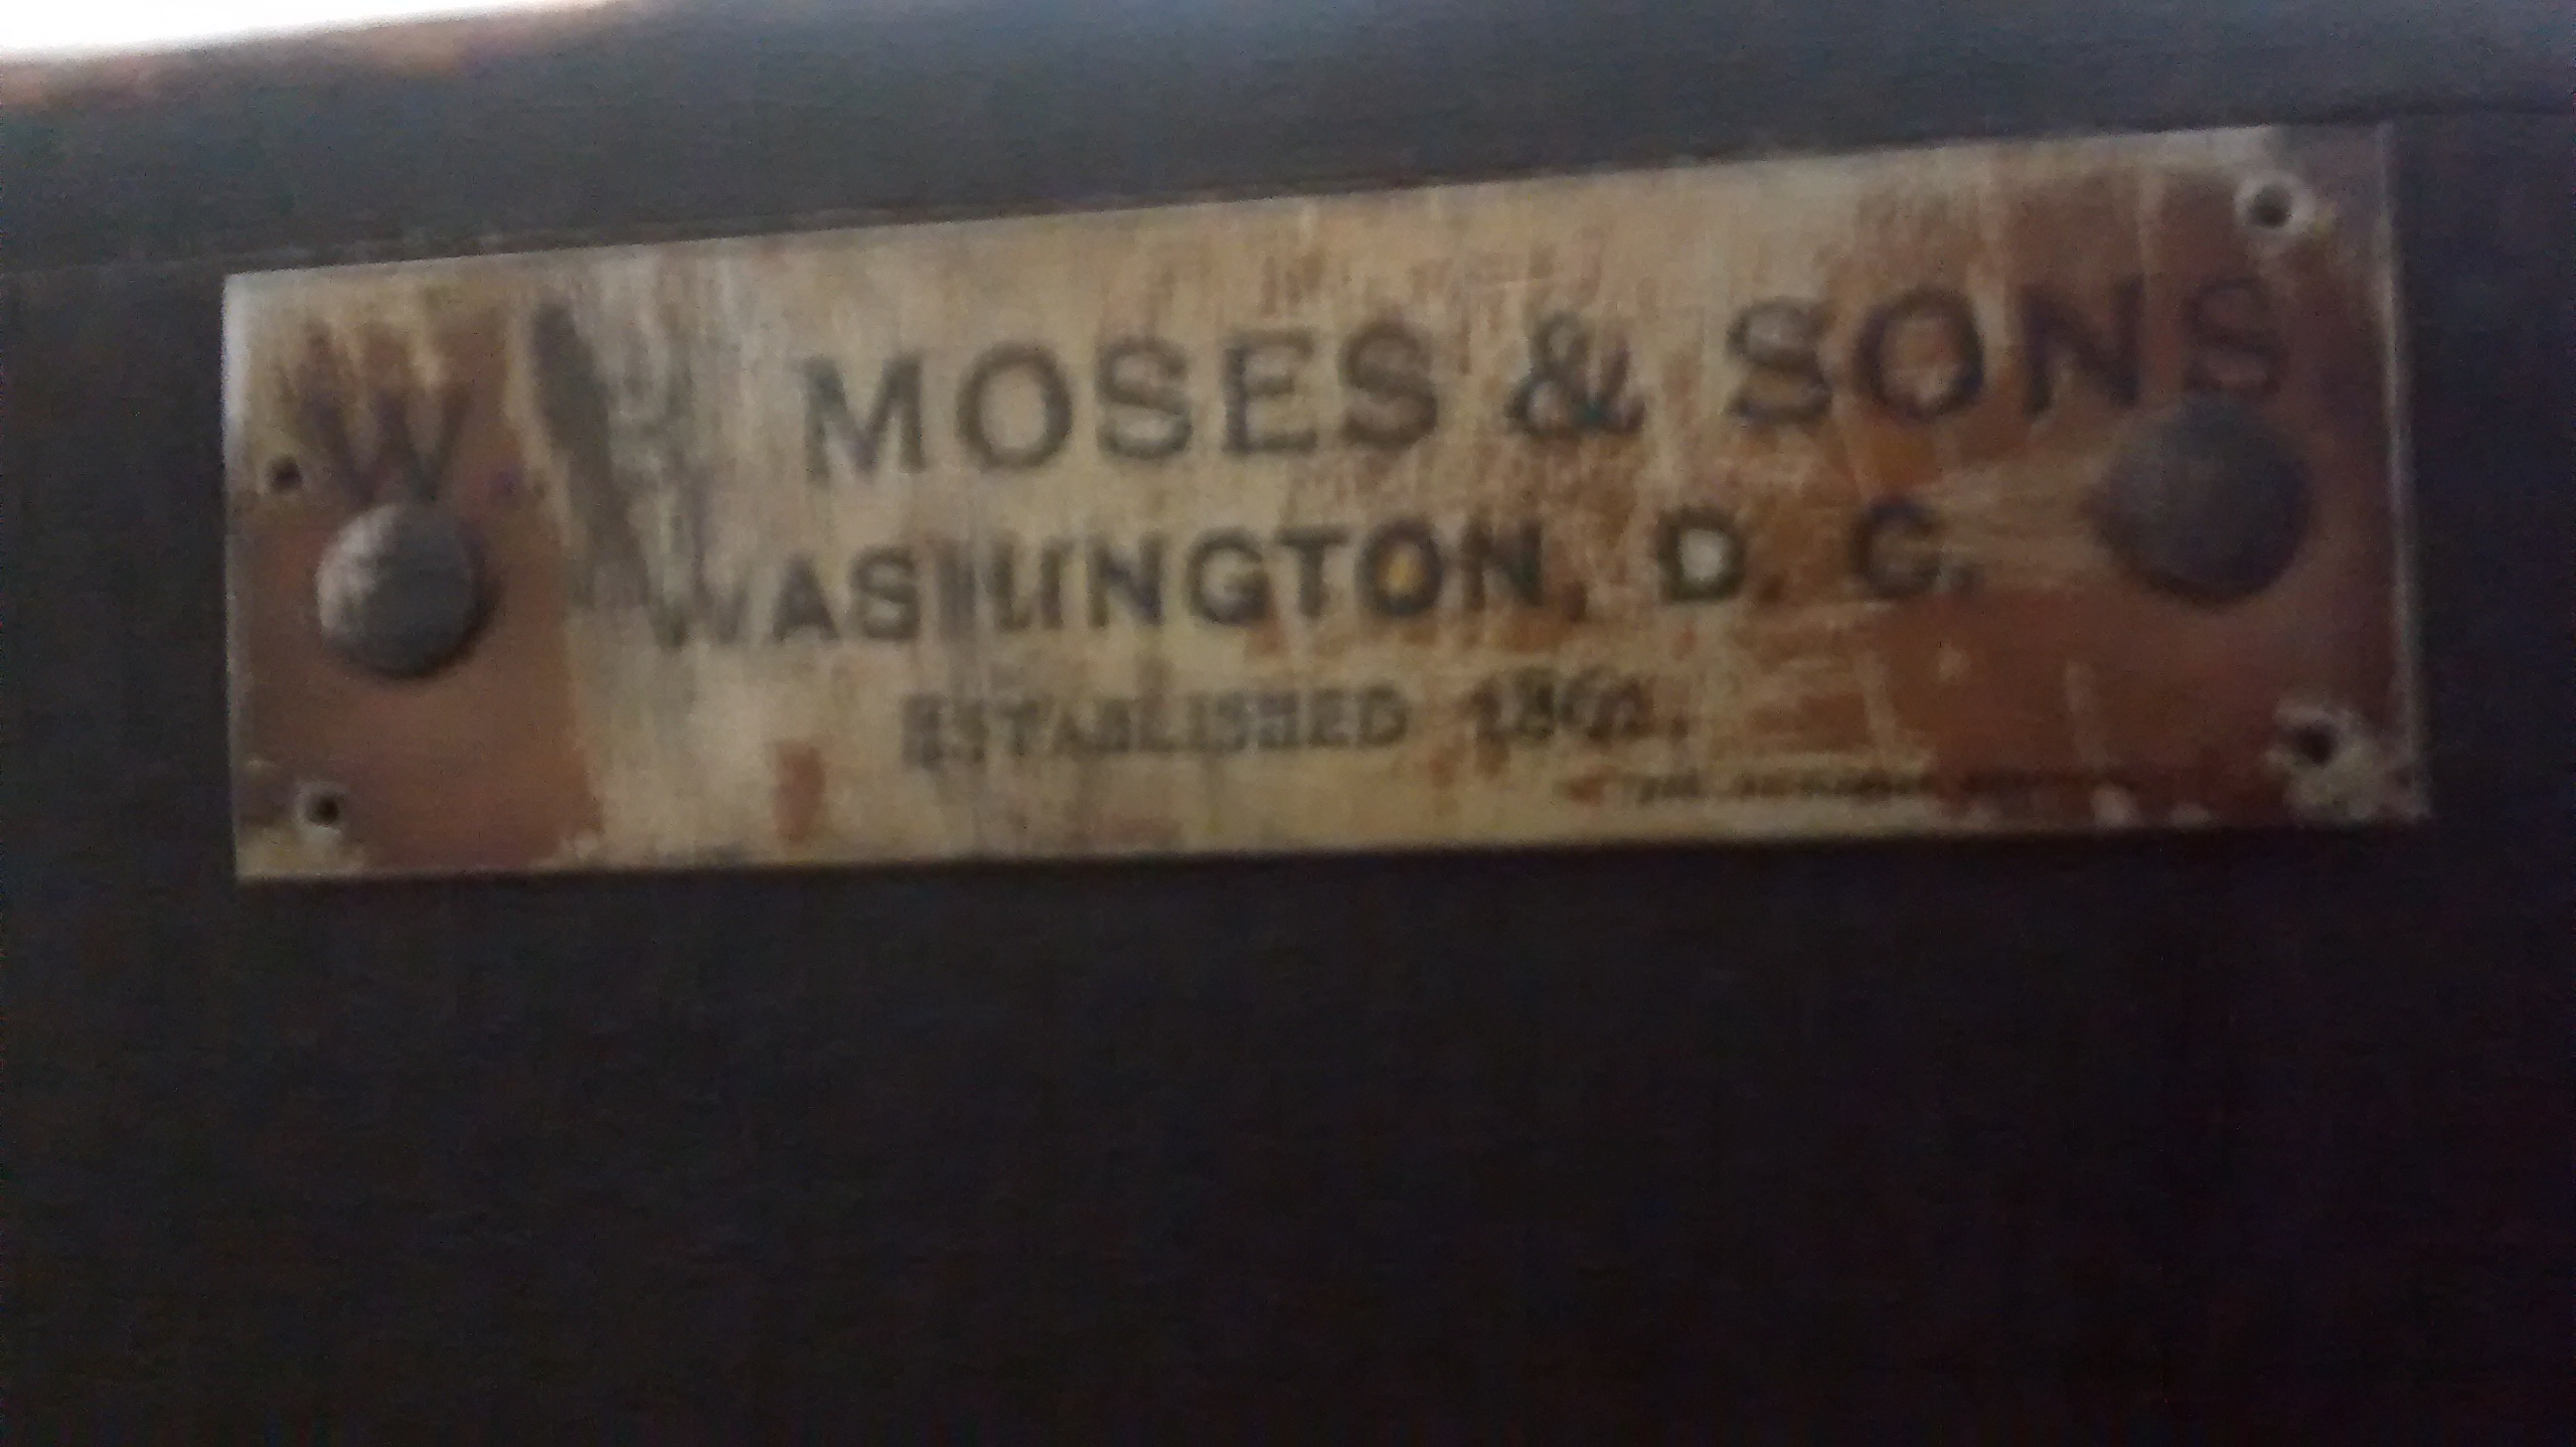 W. H. MOSES & SONS
WASHINGTON, D. C.
ESTABLISHED 1861.